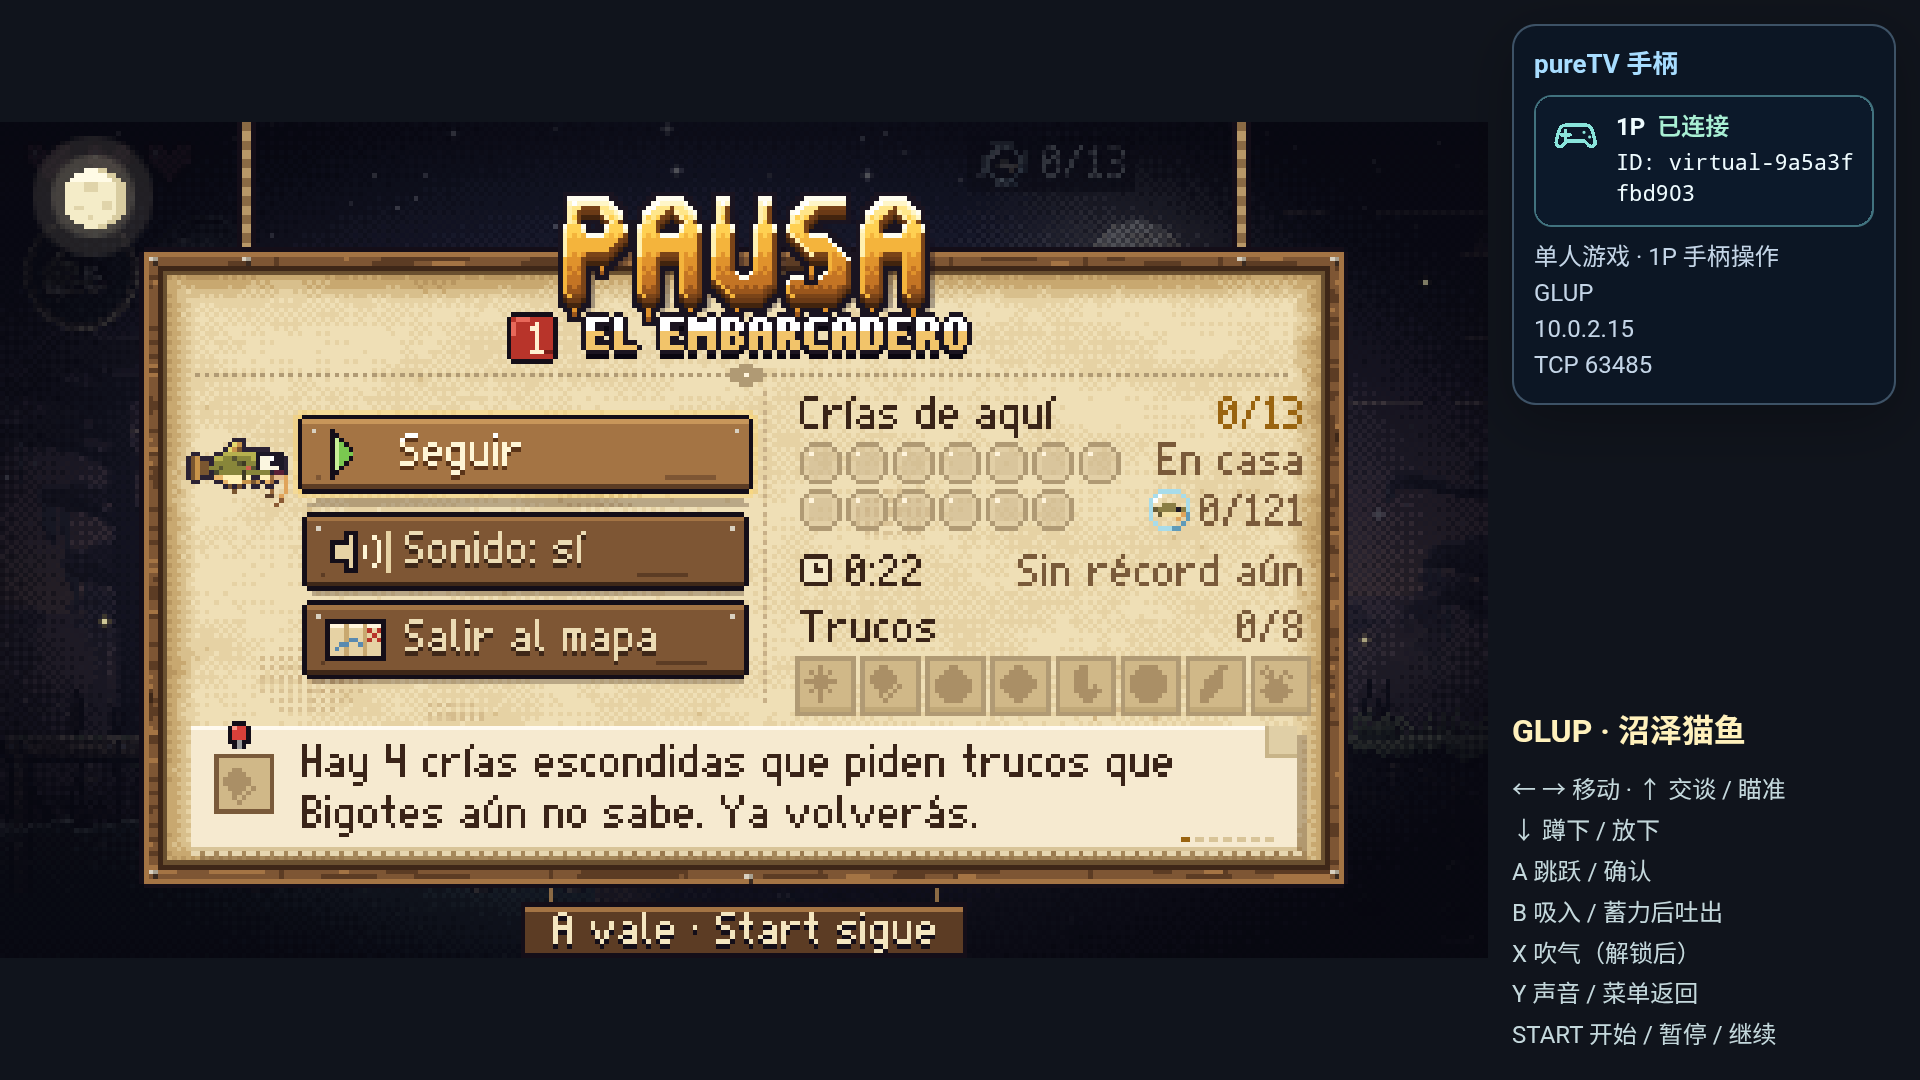 0/13
PAUSA
1 EL EMBARCADERO
Seguir
Sonido: sí
Salir al mapa
Crías de aquí 0/13
En casa
0/121
0:22 Sin récord aún
Trucos 0/8
Hay 4 crías escondidas que piden trucos que
Bigotes aún no sabe. Ya volverás.
A vale · Start sigue
pureTV 手柄
1P 已连接
ID: virtual-9a5a3f
fbd903
单人游戏 · 1P 手柄操作
GLUP
10.0.2.15
TCP 63485
GLUP · 沼泽猫鱼
←→ 移动 · ↑ 交谈 / 瞄准
↓ 蹲下 / 放下
A 跳跃 / 确认
B 吸入 / 蓄力后吐出
X 吹气（解锁后）
Y 声音 / 菜单返回
START 开始 / 暂停 / 继续